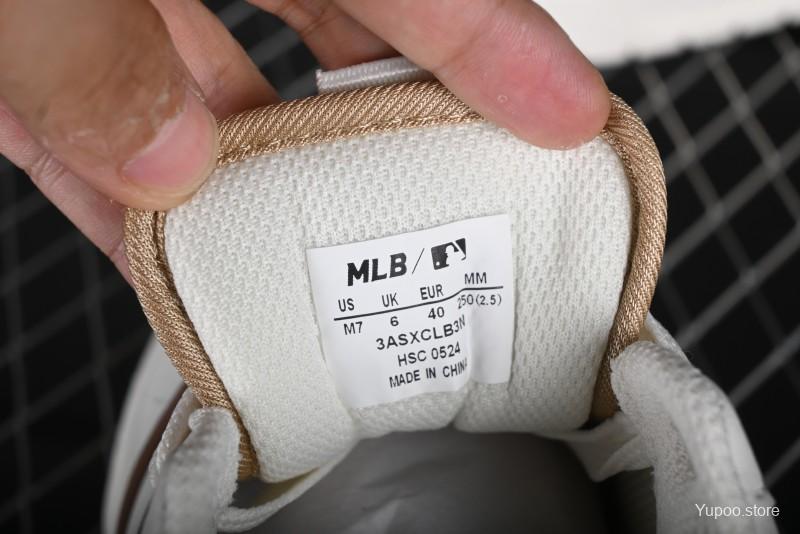 MLB/
US UK EUR MM
M7 6 40 250(2.5)
3ASXCLB3N
HSC 0524
MADE IN CHINA
Yupoo.store